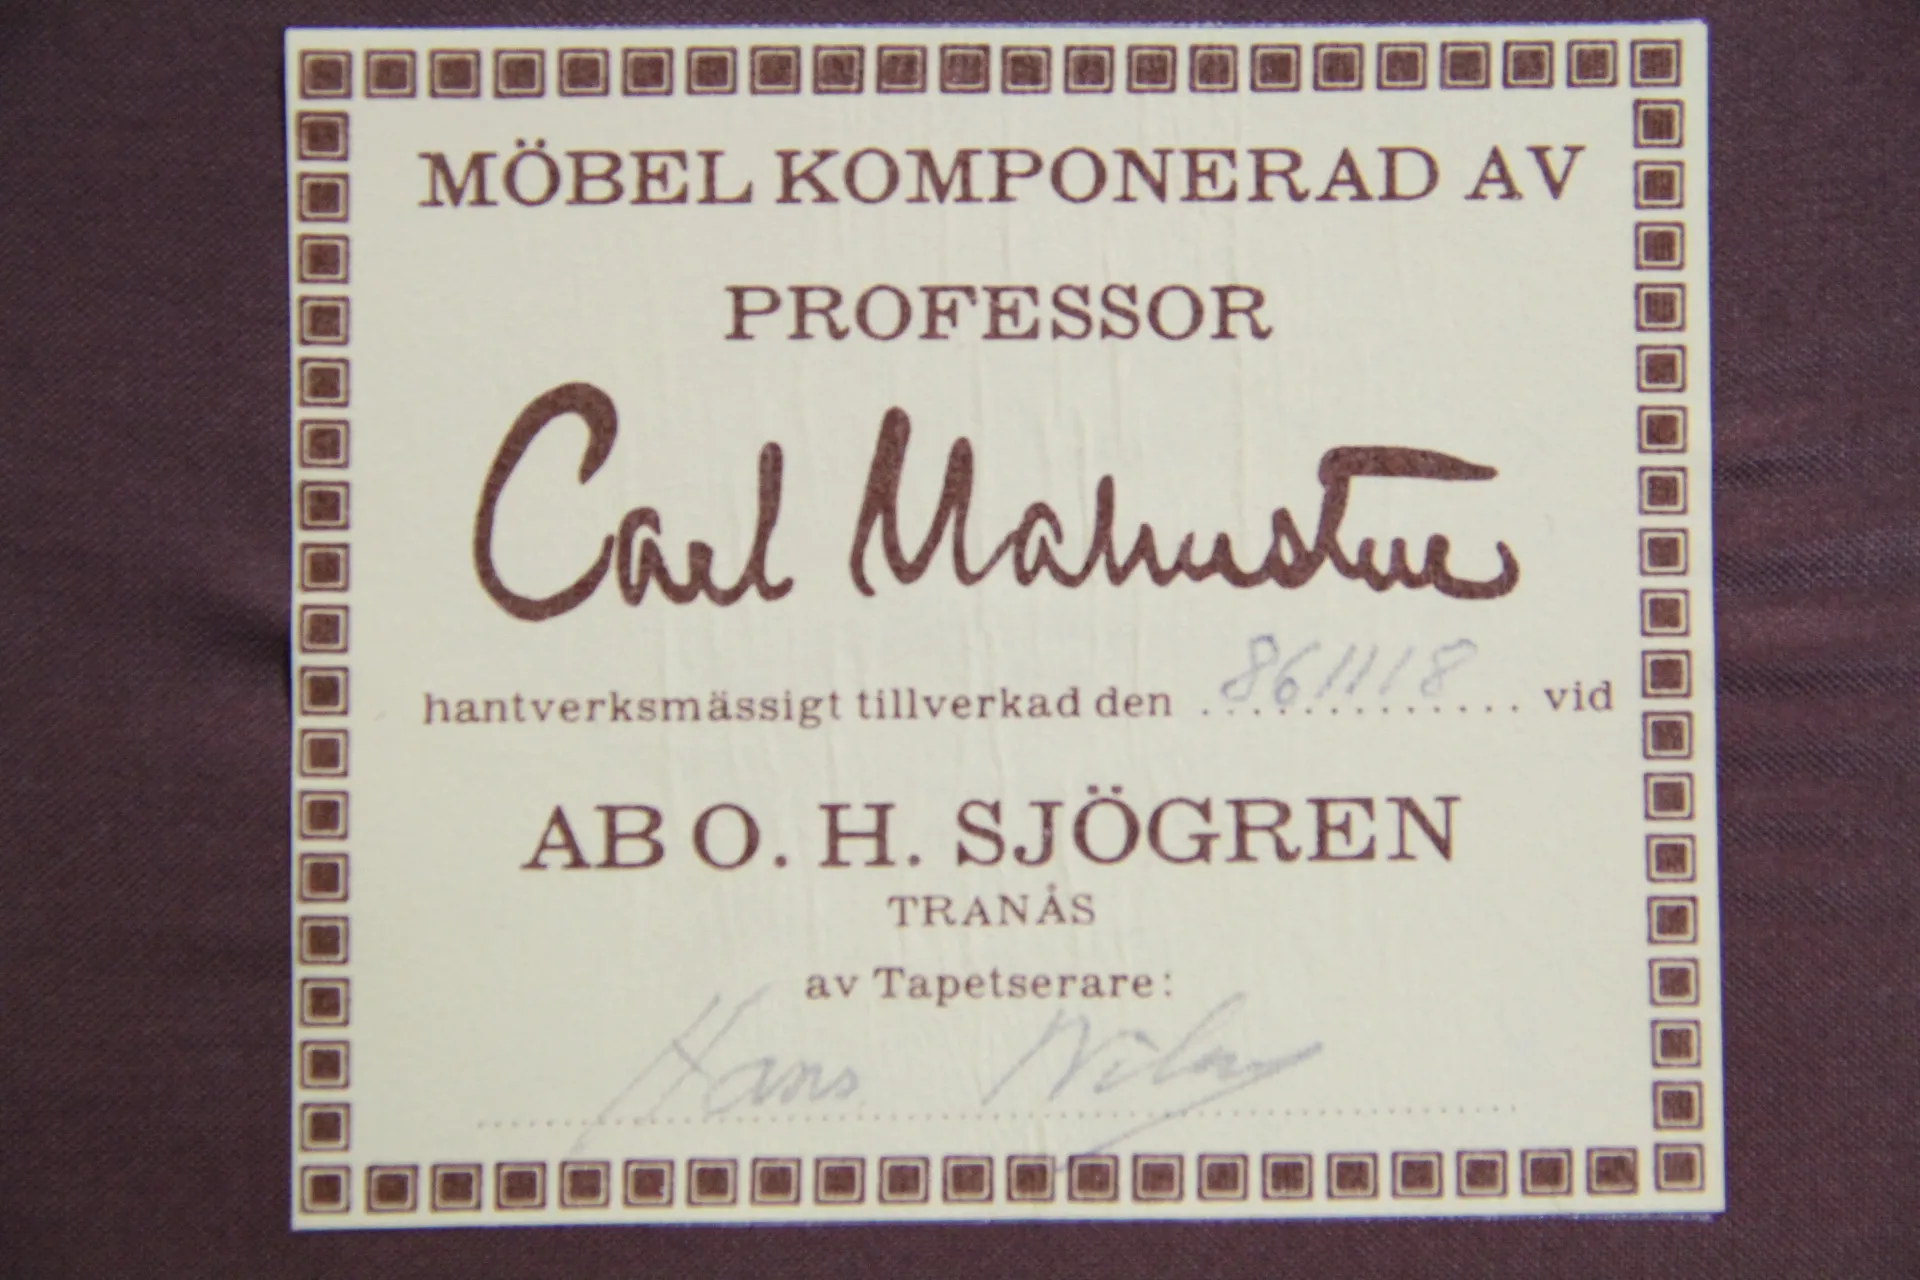 MÖBEL KOMPONERAD AV
PROFESSOR
Carl Malmsten
hantverksmässigt tillverkad den 861118 vid
AB O. H. SJÖGREN
TRANÅS
av Tapetserare:
Hans